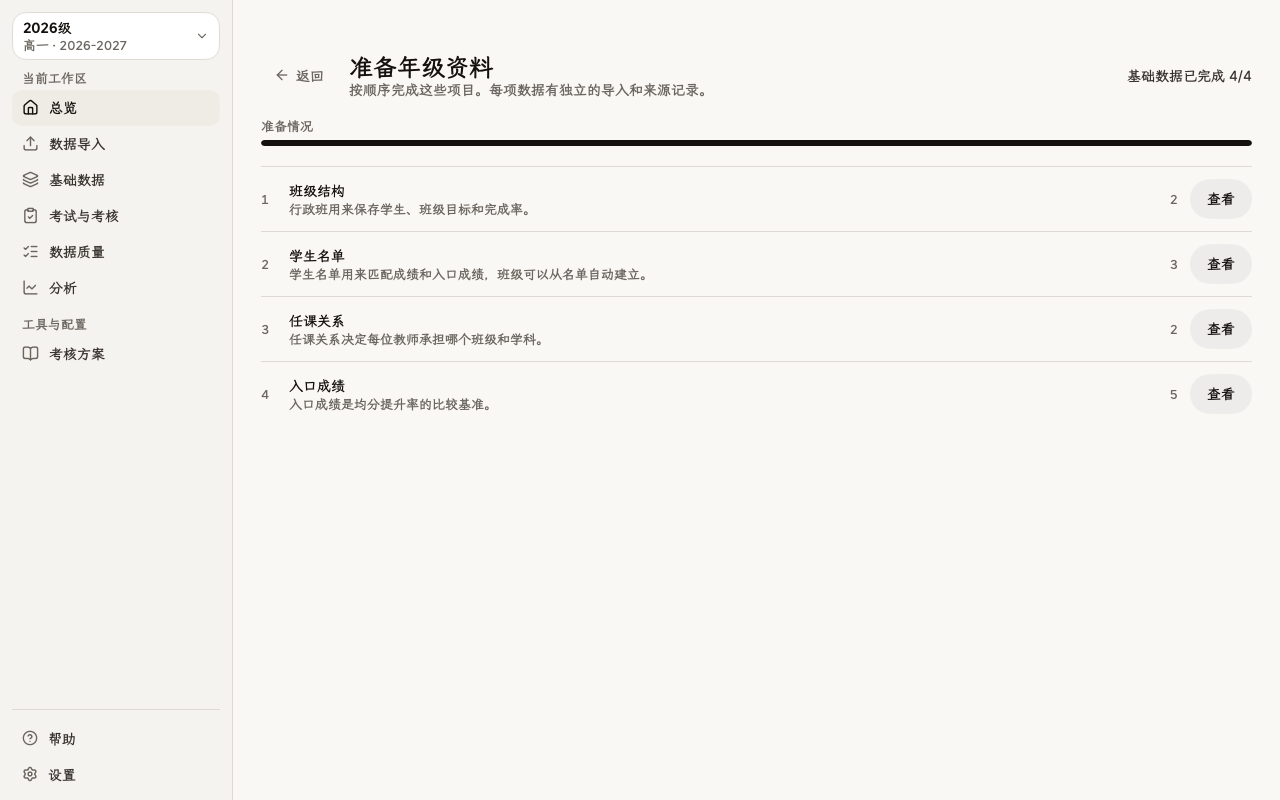 2026级
高一 · 2026-2027
当前工作区
总览
数据导入
基础数据
考试与考核
数据质量
分析
工具与配置
考核方案
帮助
设置
返回
准备年级资料
按顺序完成这些项目。每项数据有独立的导入和来源记录。
基础数据已完成 4/4
准备情况
1
班级结构
行政班用来保存学生、班级目标和完成率。
2
查看
2
学生名单
学生名单用来匹配成绩和入口成绩，班级可以从名单自动建立。
3
查看
3
任课关系
任课关系决定每位教师承担哪个班级和学科。
2
查看
4
入口成绩
入口成绩是均分提升率的比较基准。
5
查看